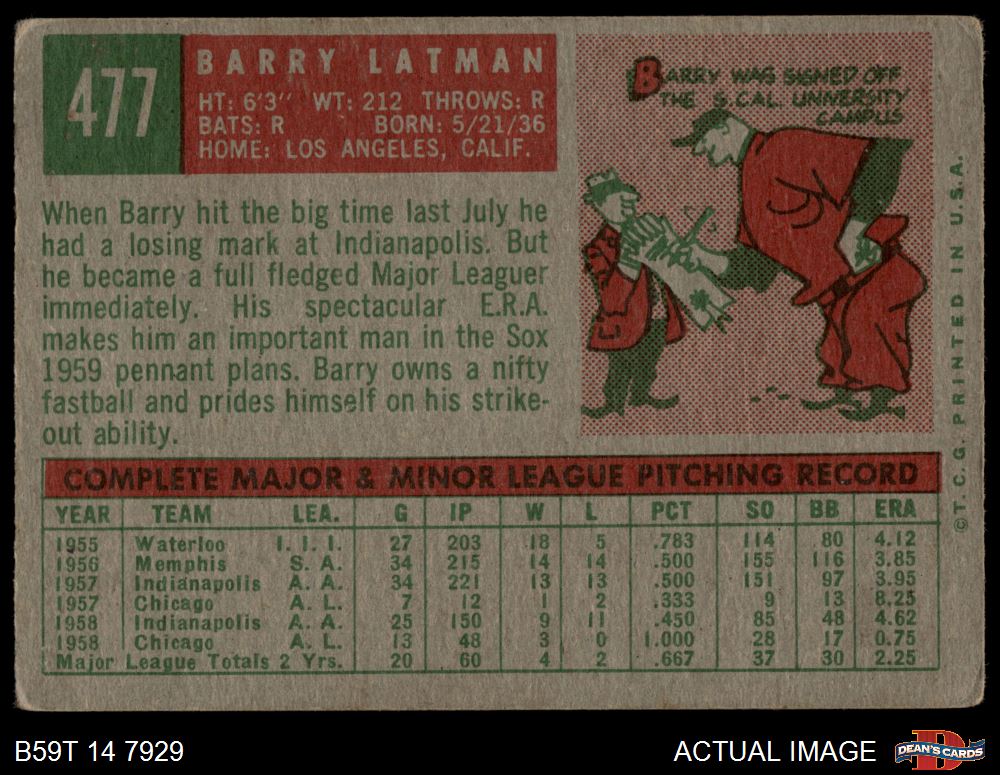 477
BARRY LATMAN
HT: 6'3" WT: 212 THROWS: R
BATS: R BORN: 5/21/36
HOME: LOS ANGELES, CALIF.
BARRY WAS SIGNED OFF
THE S.CAL. UNIVERSITY
CAMPUS
When Barry hit the big time last July he
had a losing mark at Indianapolis. But
he became a full fledged Major Leaguer
immediately. His spectacular E.R.A.
makes him an important man in the Sox
1959 pennant plans. Barry owns a nifty
fastball and prides himself on his strike-
out ability.
©T.C.G. PRINTED IN U.S.A.
COMPLETE MAJOR & MINOR LEAGUE PITCHING RECORD
YEAR TEAM LEA. G IP W L PCT SO BB ERA
1955 Waterloo I. I. I. 27 203 18 5 .783 114 80 4.12
1956 Memphis S. A. 34 215 14 14 .500 155 116 3.85
1957 Indianapolis A. A. 34 221 13 13 .500 151 97 3.95
1957 Chicago A. L. 7 12 1 2 .333 9 13 8.25
1958 Indianapolis A. A. 25 150 9 11 .450 85 48 4.62
1958 Chicago A. L. 13 48 3 0 1.000 28 17 0.75
Major League Totals 2 Yrs. 20 60 4 2 .667 37 30 2.25
B59T 14 7929
ACTUAL IMAGE
D
DEAN'S CARDS